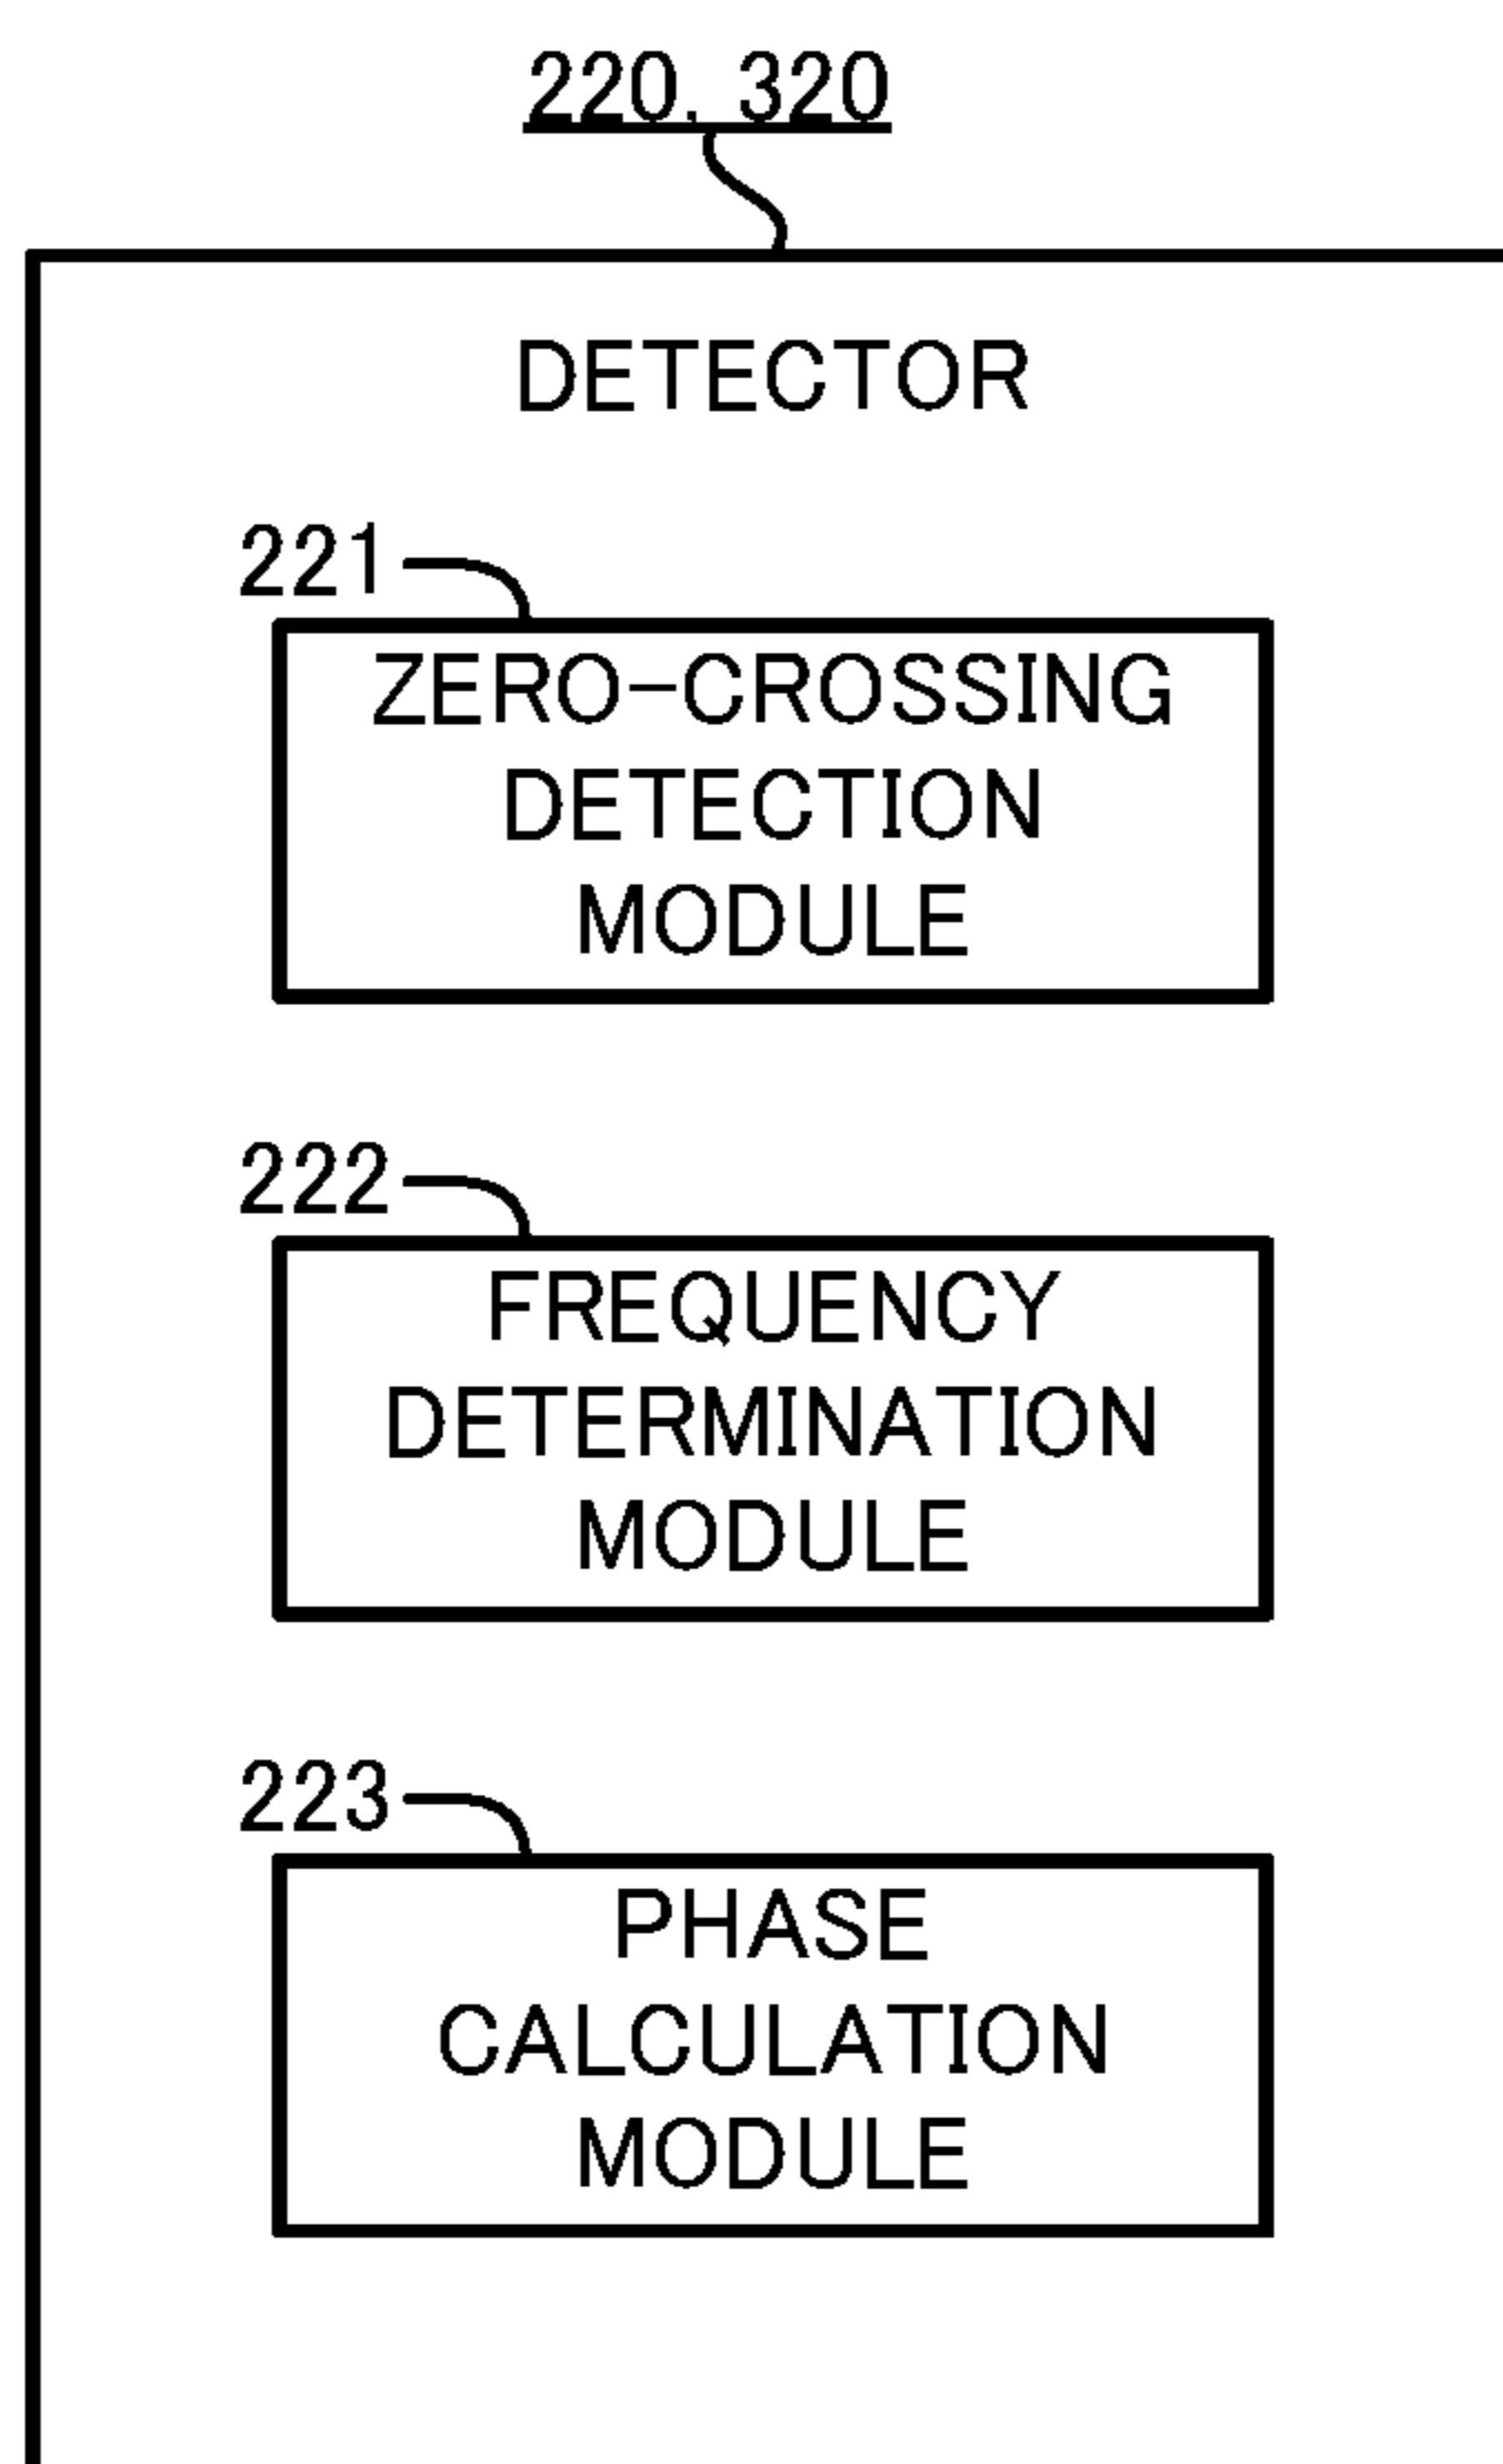 220, 320
DETECTOR
221
ZERO-CROSSING
DETECTION
MODULE
222
FREQUENCY
DETERMINATION
MODULE
223
PHASE
CALCULATION
MODULE